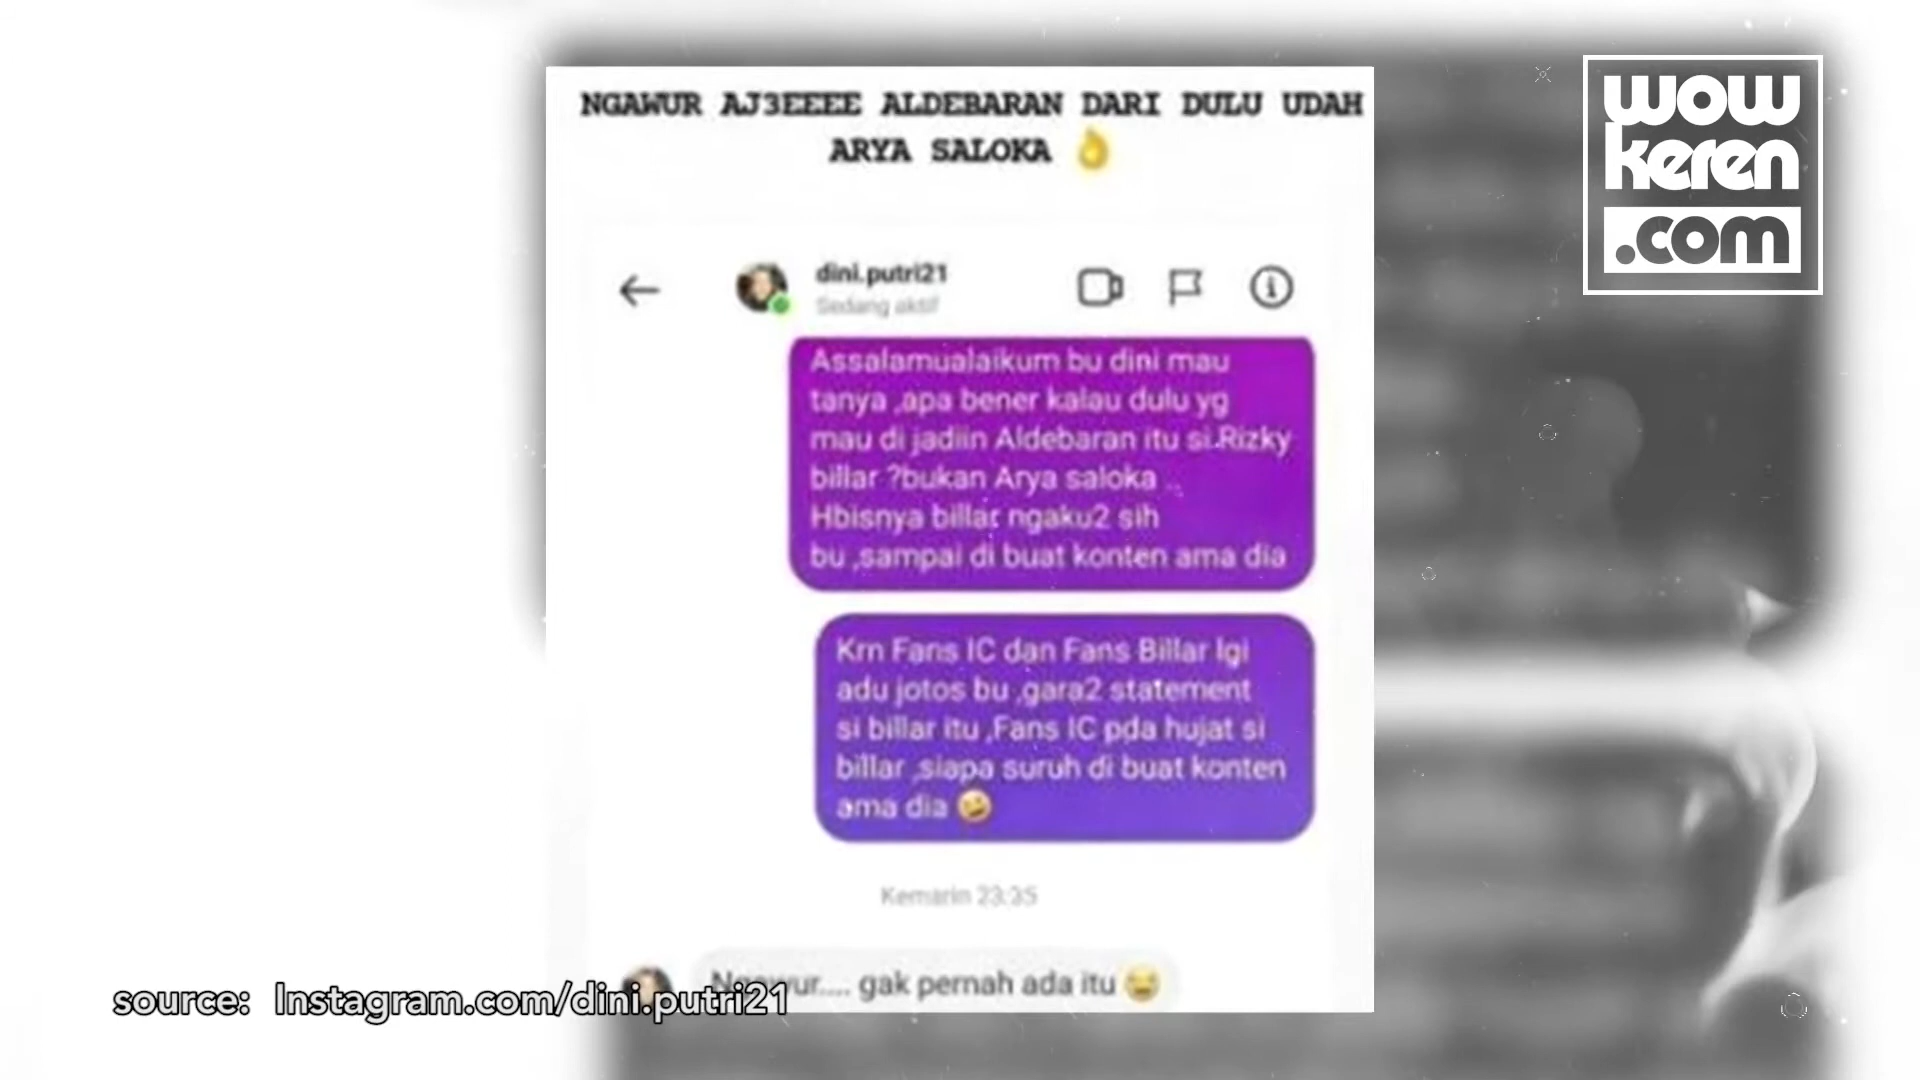 NGAWUR AJ3EEEE ALDEBARAN DARI DULU UDAH
ARYA SALOKA 👌
wow
keren
.com
dini.putri21
Sedang aktif
Assalamualaikum bu dini mau
tanya ,apa bener kalau dulu yg
mau di jadiin Aldebaran itu si.Rizky
billar ?bukan Arya saloka ..
Hbisnya billar ngaku2 sih
bu ,sampai di buat konten ama dia
Krn Fans IC dan Fans Billar lgi
adu jotos bu ,gara2 statement
si billar itu ,Fans IC pda hujat si
billar ,siapa suruh di buat konten
ama dia 🤪
Kemarin 23:35
Ngawur.... gak pernah ada itu 😂
source: Instagram.com/dini.putri21